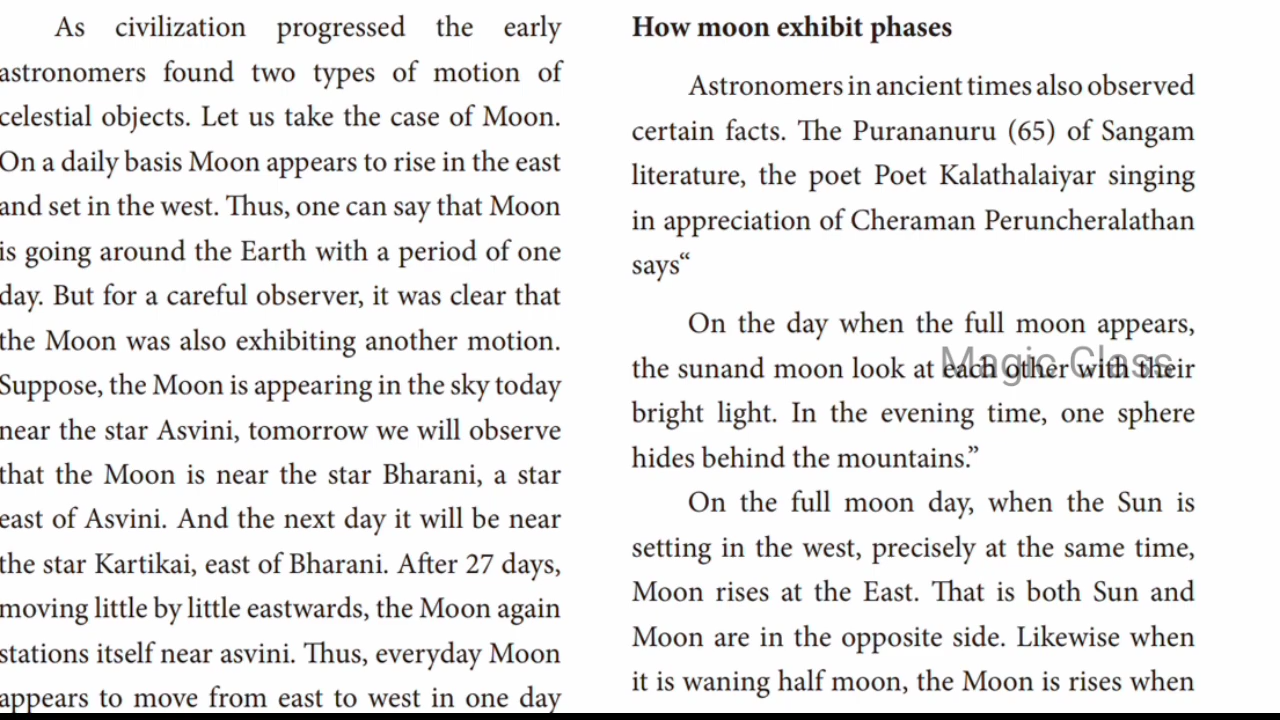 As civilization progressed the early
astronomers found two types of motion of
celestial objects. Let us take the case of Moon.
On a daily basis Moon appears to rise in the east
and set in the west. Thus, one can say that Moon
is going around the Earth with a period of one
day. But for a careful observer, it was clear that
the Moon was also exhibiting another motion.
Suppose, the Moon is appearing in the sky today
near the star Asvini, tomorrow we will observe
that the Moon is near the star Bharani, a star
east of Asvini. And the next day it will be near
the star Kartikai, east of Bharani. After 27 days,
moving little by little eastwards, the Moon again
stations itself near asvini. Thus, everyday Moon
appears to move from east to west in one day
How moon exhibit phases
Astronomers in ancient times also observed
certain facts. The Purananuru (65) of Sangam
literature, the poet Poet Kalathalaiyar singing
in appreciation of Cheraman Peruncheralathan
says“
On the day when the full moon appears,
the sunand moon look at each other with their
bright light. In the evening time, one sphere
hides behind the mountains.”
On the full moon day, when the Sun is
setting in the west, precisely at the same time,
Moon rises at the East. That is both Sun and
Moon are in the opposite side. Likewise when
it is waning half moon, the Moon is rises when
Magic Class